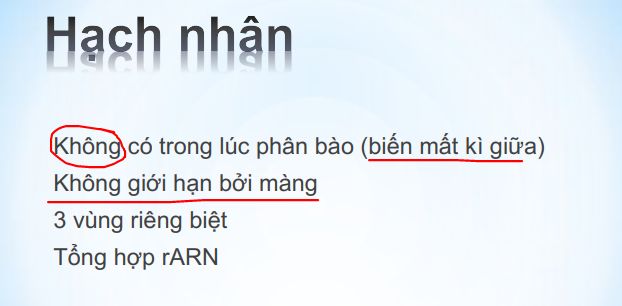 Hạch nhân
Không có trong lúc phân bào (biến mất kì giữa)
Không giới hạn bởi màng
3 vùng riêng biệt
Tổng hợp rARN